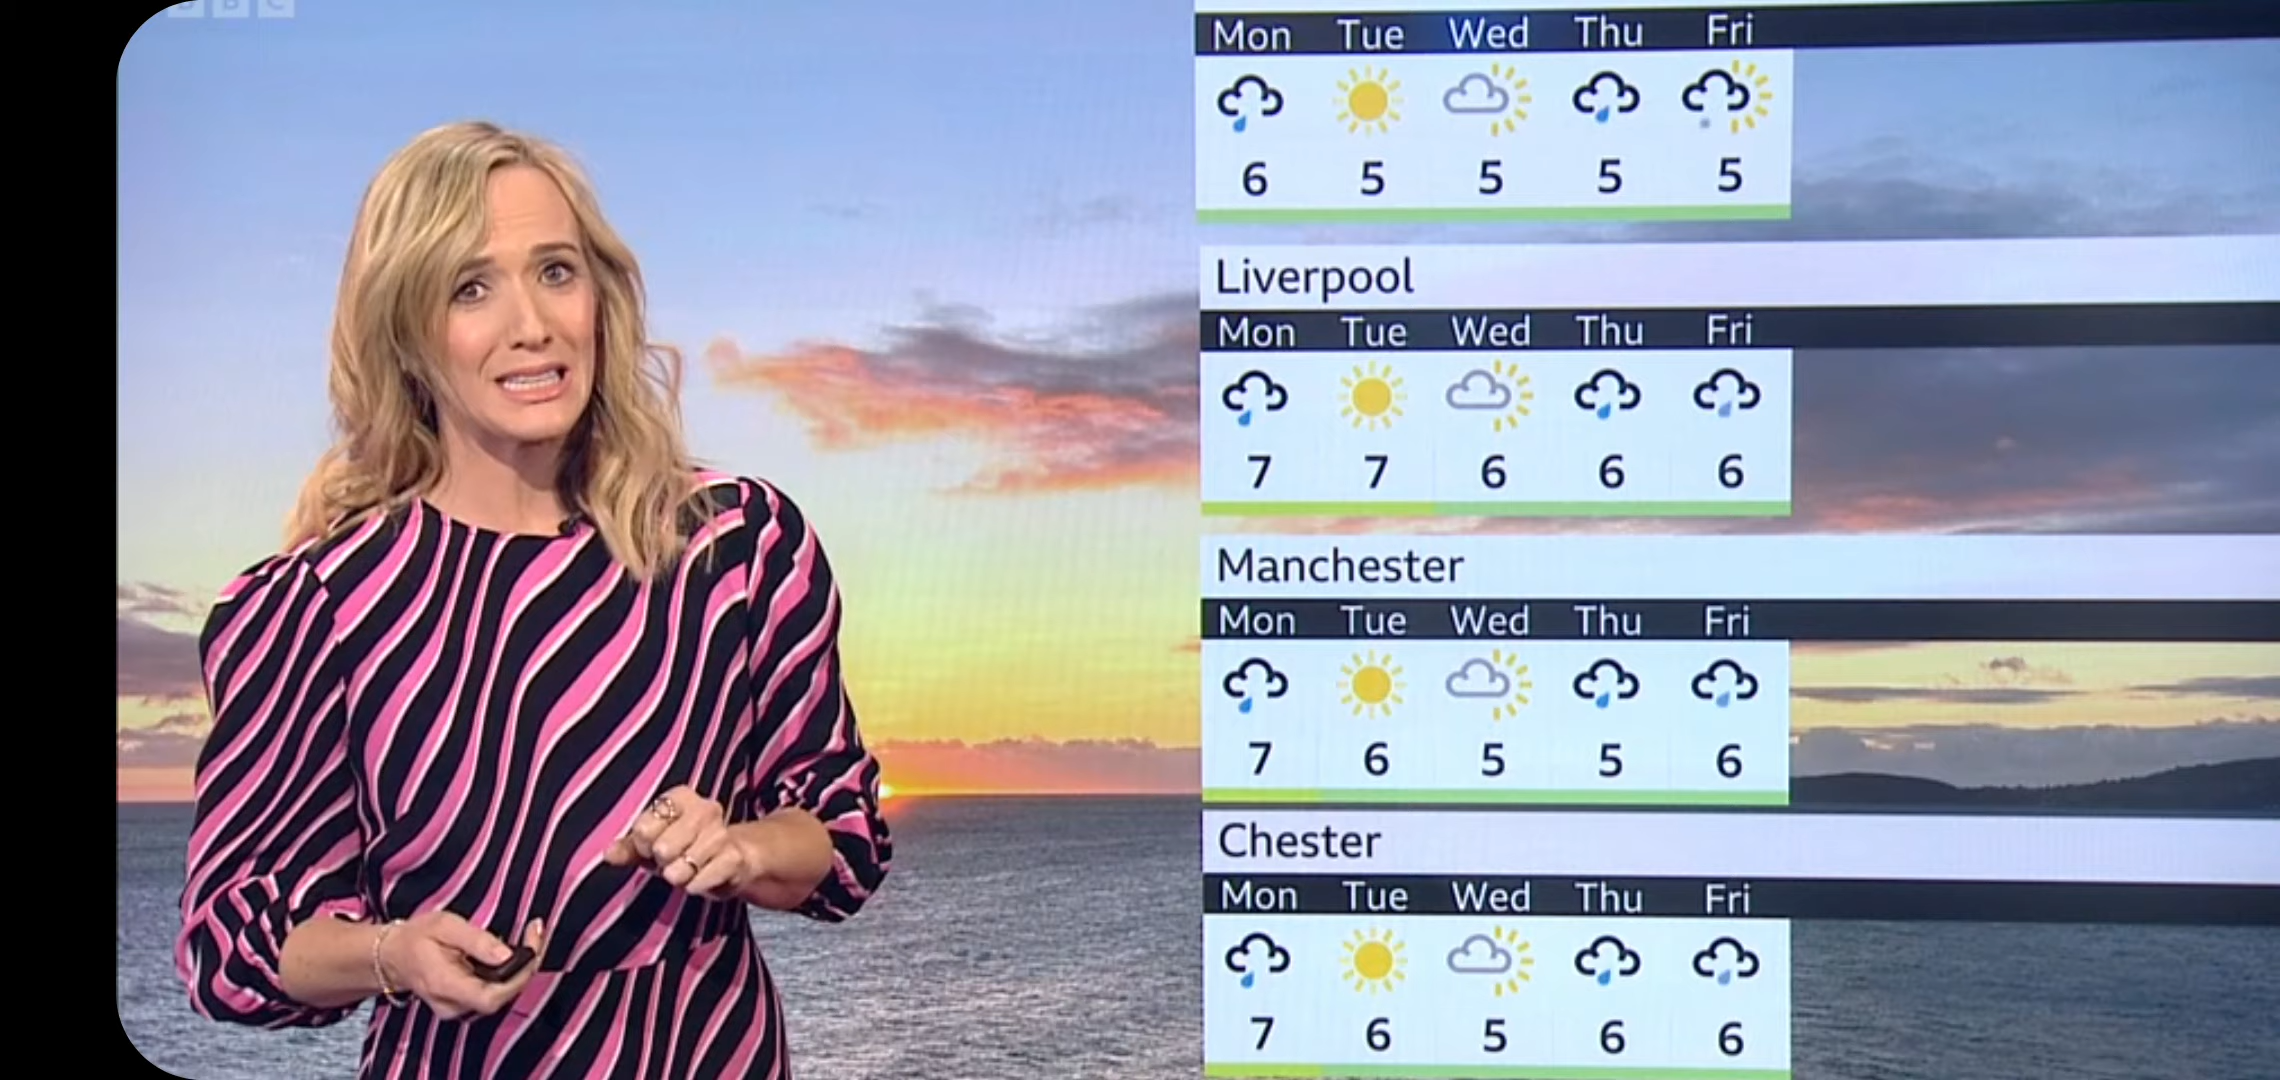 BBC
Mon Tue Wed Thu Fri
6 5 5 5 5
Liverpool
Mon Tue Wed Thu Fri
7 7 6 6 6
Manchester
Mon Tue Wed Thu Fri
7 6 5 5 6
Chester
Mon Tue Wed Thu Fri
7 6 5 6 6